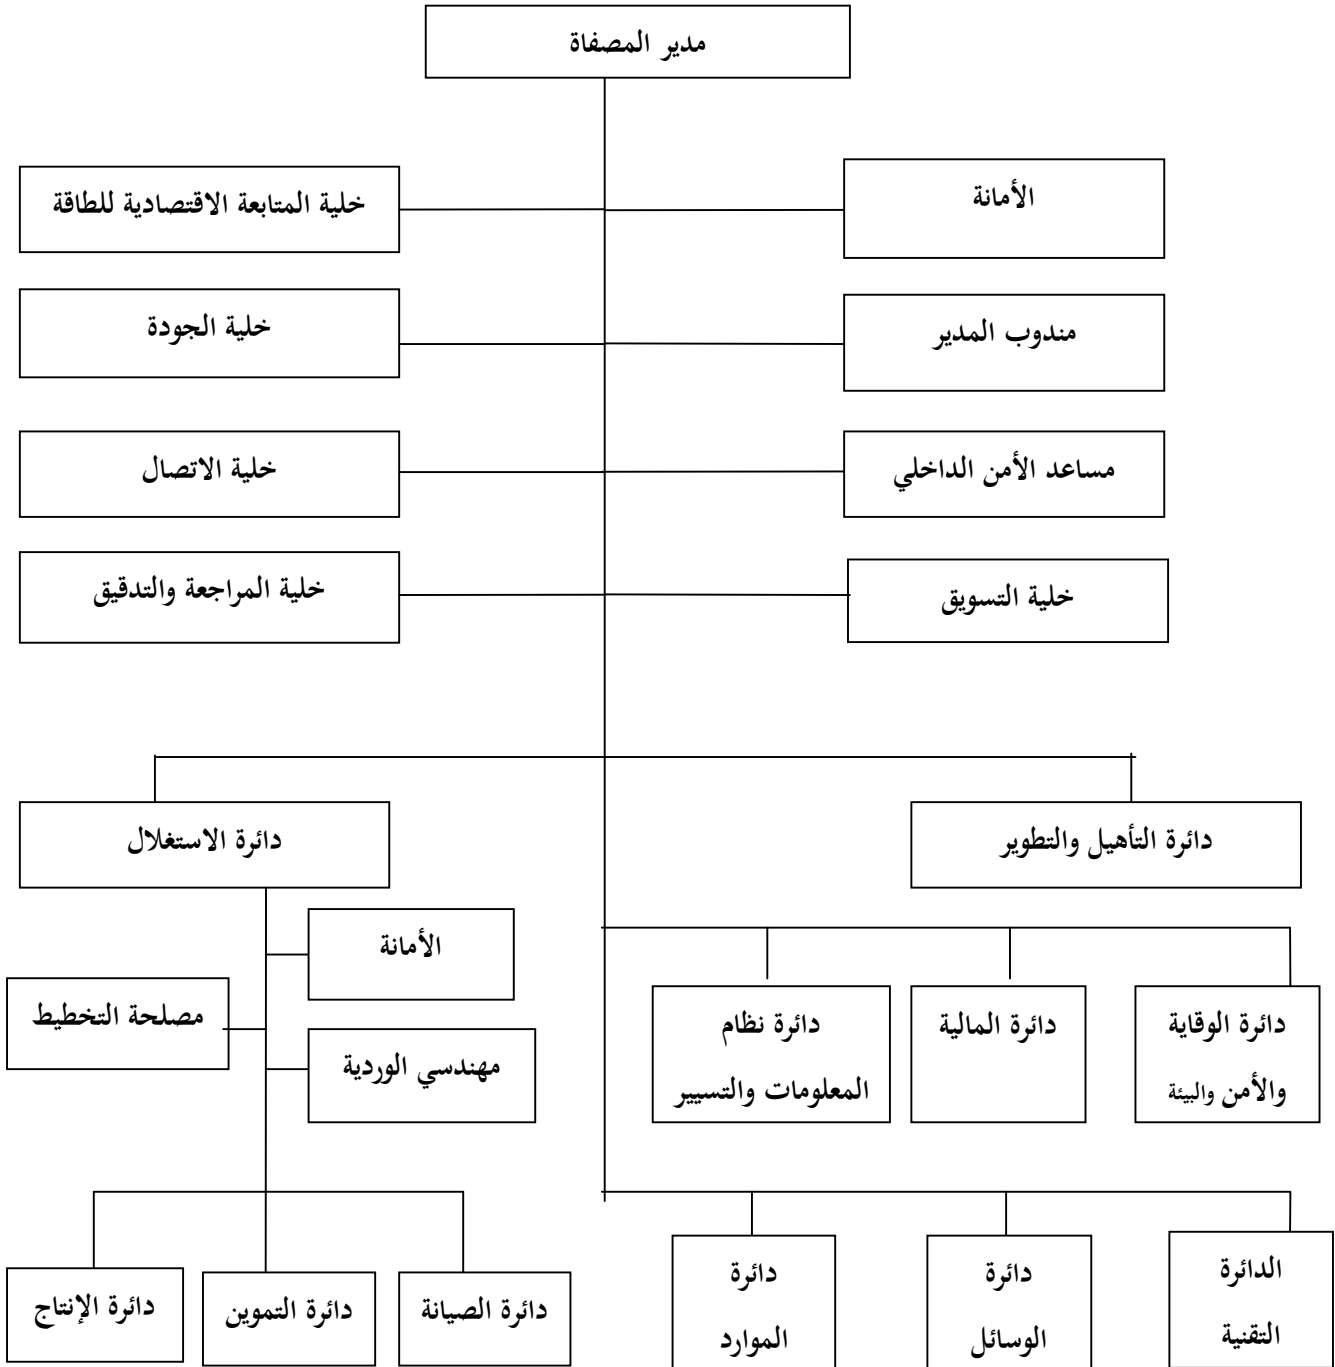 مدير المصفاة
الأمانة
خلية المتابعة الاقتصادية للطاقة
مندوب المدير
خلية الجودة
مساعد الأمن الداخلي
خلية الاتصال
خلية التسويق
خلية المراجعة والتدقيق
دائرة التأهيل والتطوير
دائرة الاستغلال
الأمانة
مصلحة التخطيط
مهندسي الوردية
دائرة الوقاية
والأمن والبيئة
دائرة المالية
دائرة نظام
المعلومات والتسيير
الدائرة
التقنية
دائرة
الوسائل
دائرة
الموارد
دائرة الصيانة
دائرة التموين
دائرة الإنتاج